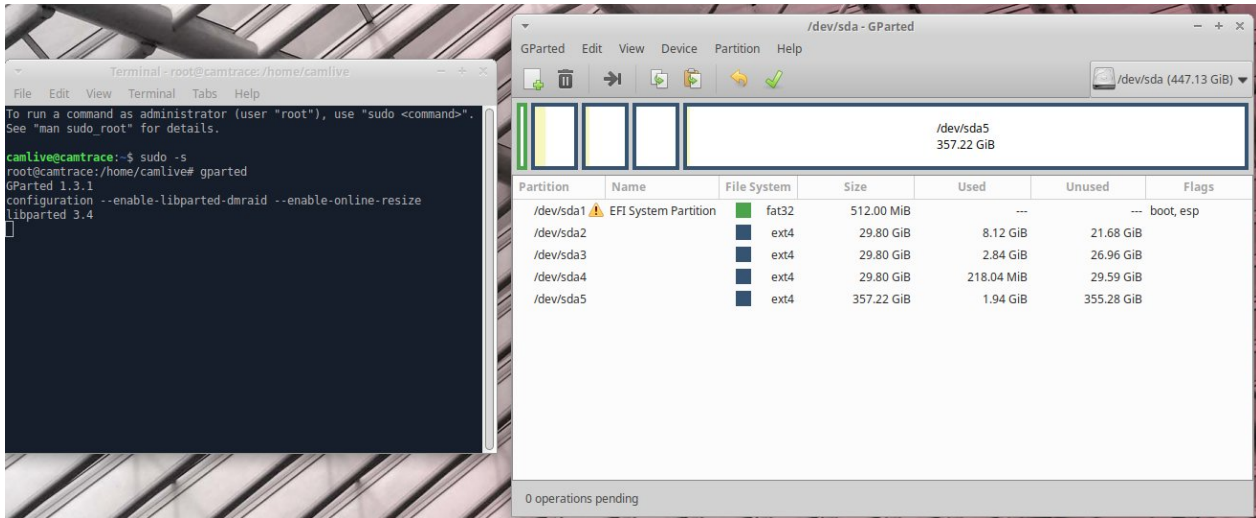 Terminal - root@camtrace: /home/camlive
File Edit View Terminal Tabs Help
To run a command as administrator (user "root"), use "sudo <command>".
See "man sudo_root" for details.
camlive@camtrace:~$ sudo -s
root@camtrace:/home/camlive# gparted
GParted 1.3.1
configuration --enable-libparted-dmraid --enable-online-resize
libparted 3.4
/dev/sda - GParted
GParted Edit View Device Partition Help
/dev/sda (447.13 GiB)
/dev/sda5
357.22 GiB
Partition Name File System Size Used Unused Flags
/dev/sda1 EFI System Partition fat32 512.00 MiB --- --- boot, esp
/dev/sda2 ext4 29.80 GiB 8.12 GiB 21.68 GiB
/dev/sda3 ext4 29.80 GiB 2.84 GiB 26.96 GiB
/dev/sda4 ext4 29.80 GiB 218.04 MiB 29.59 GiB
/dev/sda5 ext4 357.22 GiB 1.94 GiB 355.28 GiB
0 operations pending